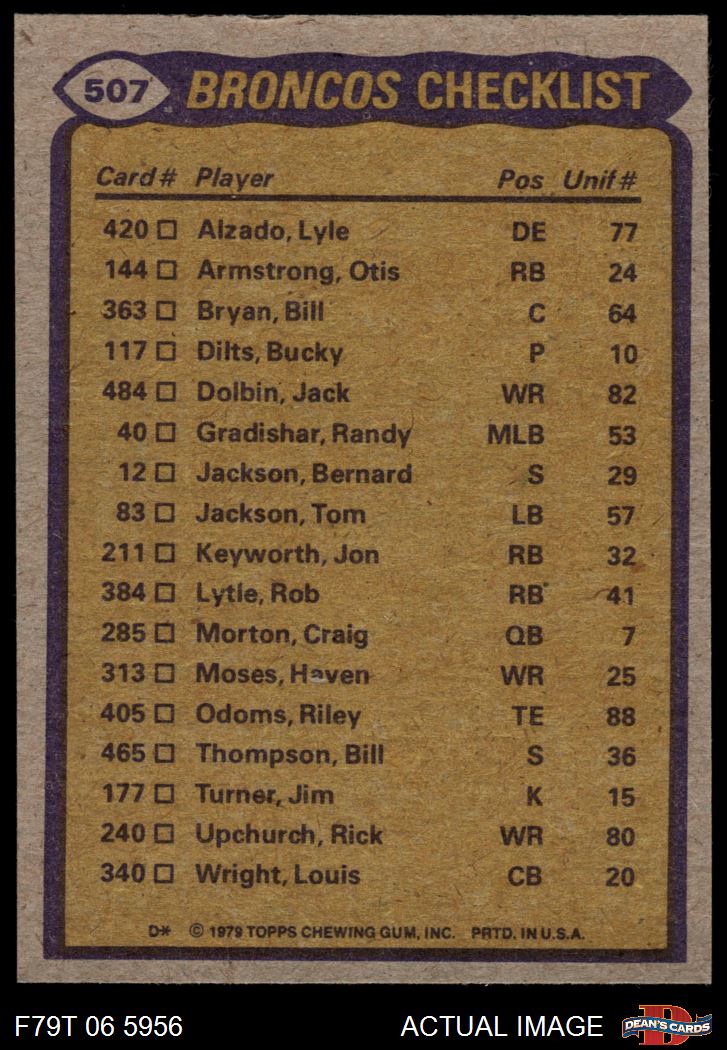 507 BRONCOS CHECKLIST
Card # Player Pos Unif #
420 Alzado, Lyle DE 77
144 Armstrong, Otis RB 24
363 Bryan, Bill C 64
117 Dilts, Bucky P 10
484 Dolbin, Jack WR 82
40 Gradishar, Randy MLB 53
12 Jackson, Bernard S 29
83 Jackson, Tom LB 57
211 Keyworth, Jon RB 32
384 Lytle, Rob RB 41
285 Morton, Craig QB 7
313 Moses, Haven WR 25
405 Odoms, Riley TE 88
465 Thompson, Bill S 36
177 Turner, Jim K 15
240 Upchurch, Rick WR 80
340 Wright, Louis CB 20
D* © 1979 TOPPS CHEWING GUM, INC. PRTD. IN U.S.A.
F79T 06 5956 ACTUAL IMAGE D DEAN'S CARDS